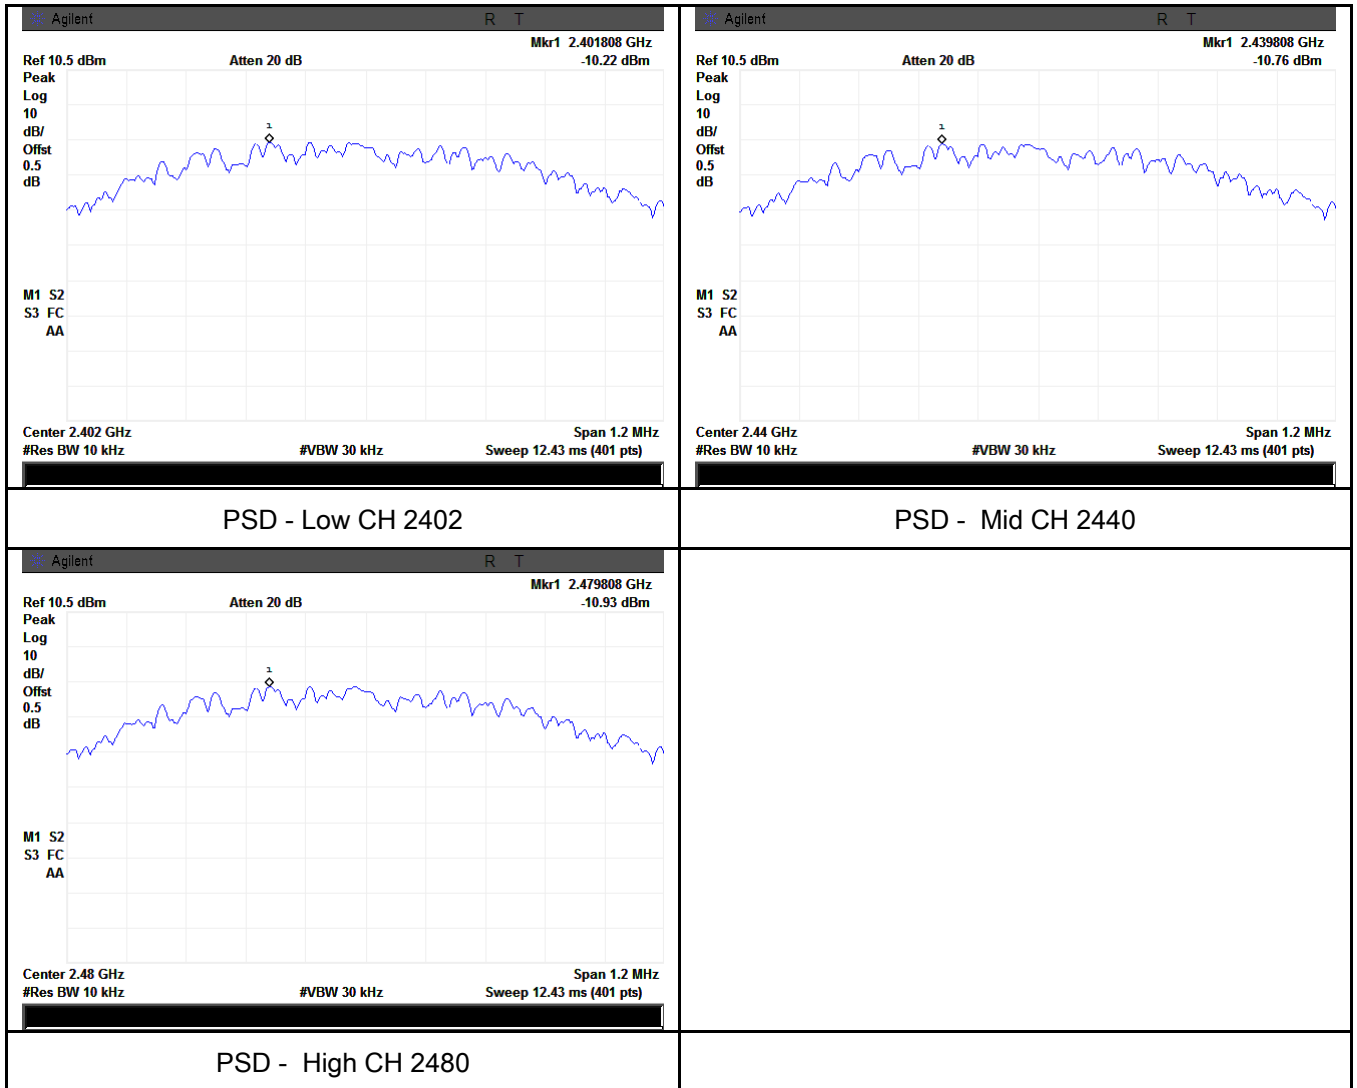 Agilent R T
Mkr1 2.401808 GHz
Ref 10.5 dBm Atten 20 dB -10.22 dBm
Peak
Log
10
dB/
Offst
0.5
dB
1
M1 S2
S3 FC
AA
Center 2.402 GHz Span 1.2 MHz
#Res BW 10 kHz #VBW 30 kHz Sweep 12.43 ms (401 pts)
PSD - Low CH 2402
Agilent R T
Mkr1 2.439808 GHz
Ref 10.5 dBm Atten 20 dB -10.76 dBm
Peak
Log
10
dB/
Offst
0.5
dB
1
M1 S2
S3 FC
AA
Center 2.44 GHz Span 1.2 MHz
#Res BW 10 kHz #VBW 30 kHz Sweep 12.43 ms (401 pts)
PSD - Mid CH 2440
Agilent R T
Mkr1 2.479808 GHz
Ref 10.5 dBm Atten 20 dB -10.93 dBm
Peak
Log
10
dB/
Offst
0.5
dB
1
M1 S2
S3 FC
AA
Center 2.48 GHz Span 1.2 MHz
#Res BW 10 kHz #VBW 30 kHz Sweep 12.43 ms (401 pts)
PSD - High CH 2480